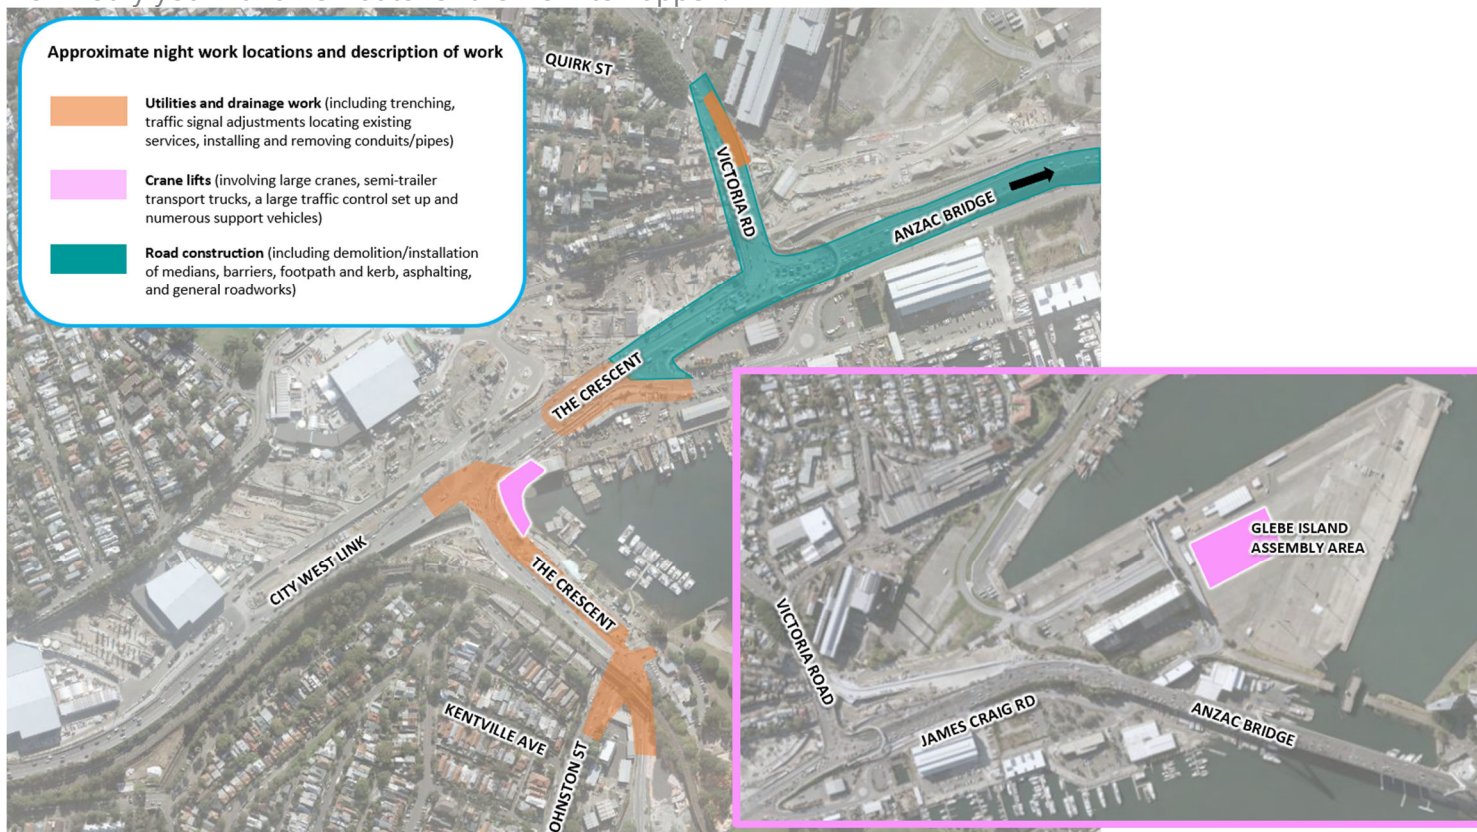 Approximate night work locations and description of work
Utilities and drainage work (including trenching,
traffic signal adjustments locating existing
services, installing and removing conduits/pipes)
Crane lifts (involving large cranes, semi-trailer
transport trucks, a large traffic control set up and
numerous support vehicles)
Road construction (including demolition/installation
of medians, barriers, footpath and kerb, asphalting,
and general roadworks)
QUIRK ST
VICTORIA RD
ANZAC BRIDGE
THE CRESCENT
CITY WEST LINK
THE CRESCENT
KENTVILLE AVE
OHNSTON ST
GLEBE ISLAND
ASSEMBLY AREA
VICTORIA ROAD
JAMES CRAIG RD
ANZAC BRIDGE